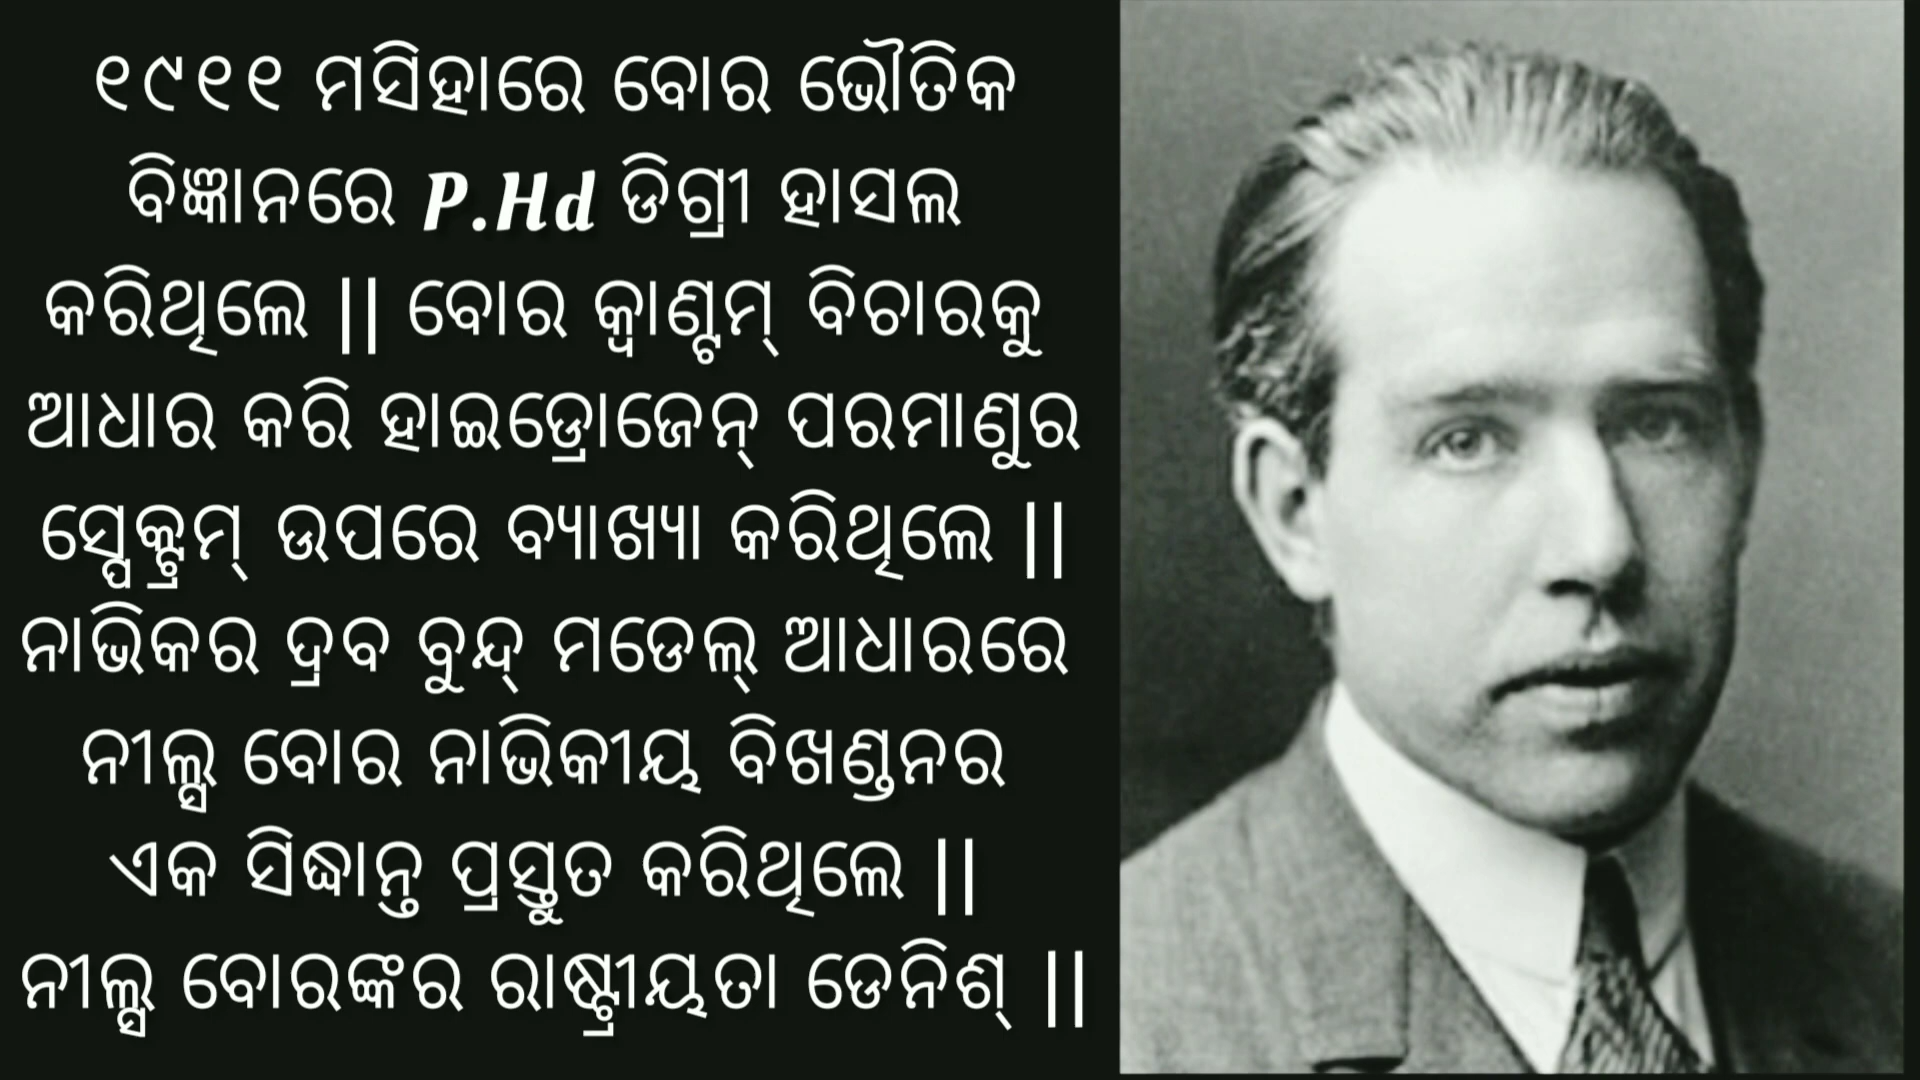 ୧୯୧୧ ମସିହାରେ ବୋର ଭୌତିକ
ବିଜ୍ଞାନରେ P.Hd ଡିଗ୍ରୀ ହାସଲ
କରିଥିଲେ || ବୋର କ୍ୱାଣ୍ଟମ୍ ବିଚାରକୁ
ଆଧାର କରି ହାଇଡ୍ରୋଜେନ୍ ପରମାଣୁର
ସ୍ପେକ୍ଟ୍ରମ୍ ଉପରେ ବ୍ୟାଖ୍ୟା କରିଥିଲେ ||
ନାଭିକର ଦ୍ରବ ବୁନ୍ଦ୍ ମଡେଲ୍ ଆଧାରରେ
ନୀଲ୍ସ ବୋର ନାଭିକୀୟ ବିଖଣ୍ଡନର
ଏକ ସିଦ୍ଧାନ୍ତ ପ୍ରସ୍ତୁତ କରିଥିଲେ ||
ନୀଲ୍ସ ବୋରଙ୍କର ରାଷ୍ଟ୍ରୀୟତା ଡେନିଶ୍ ||